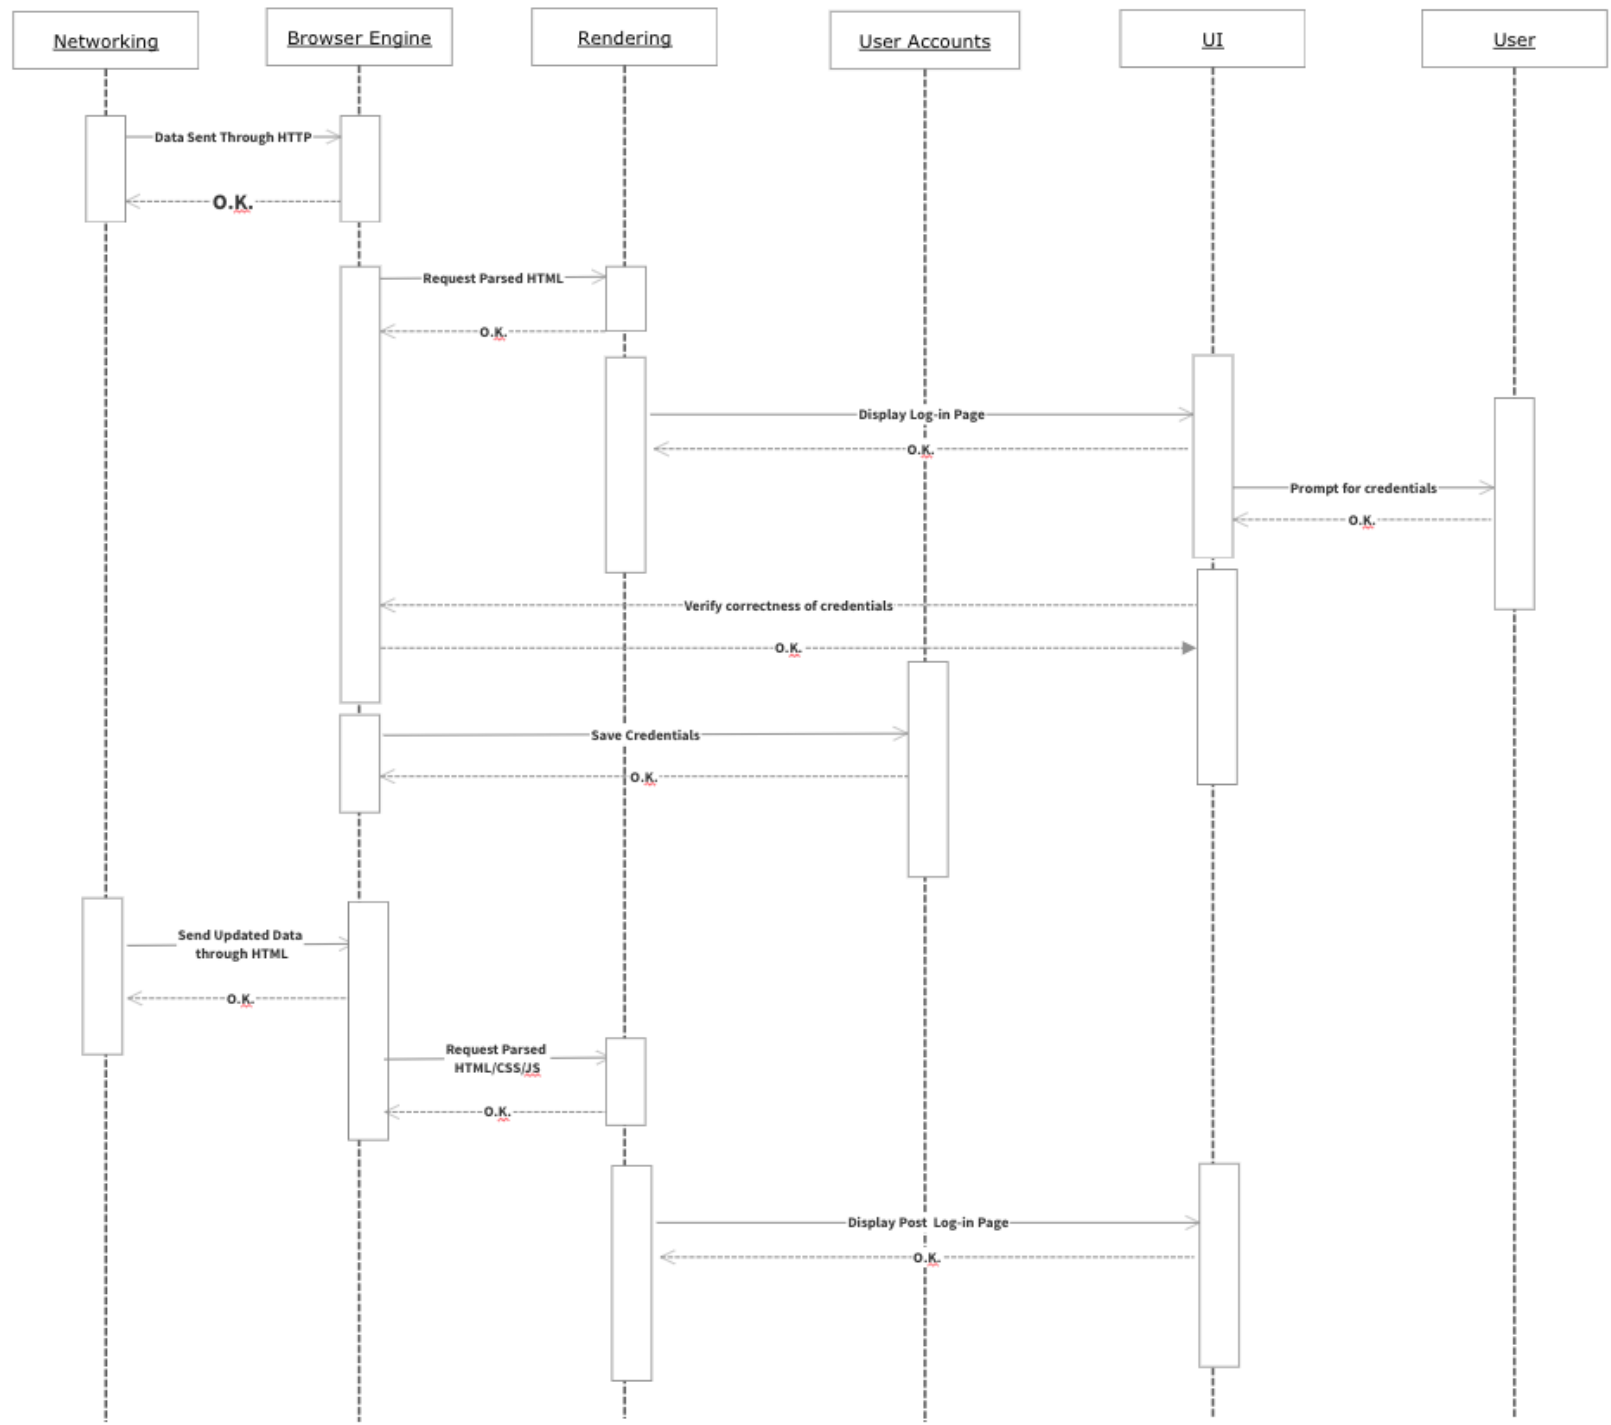 Networking
Browser Engine
Rendering
User Accounts
UI
User
Data Sent Through HTTP
O.K.
Request Parsed HTML
O.K.
Display Log-in Page
O.K.
Prompt for credentials
O.K.
Verify correctness of credentials
O.K.
Save Credentials
O.K.
Send Updated Data
through HTML
O.K.
Request Parsed
HTML/CSS/JS
O.K.
Display Post Log-in Page
O.K.